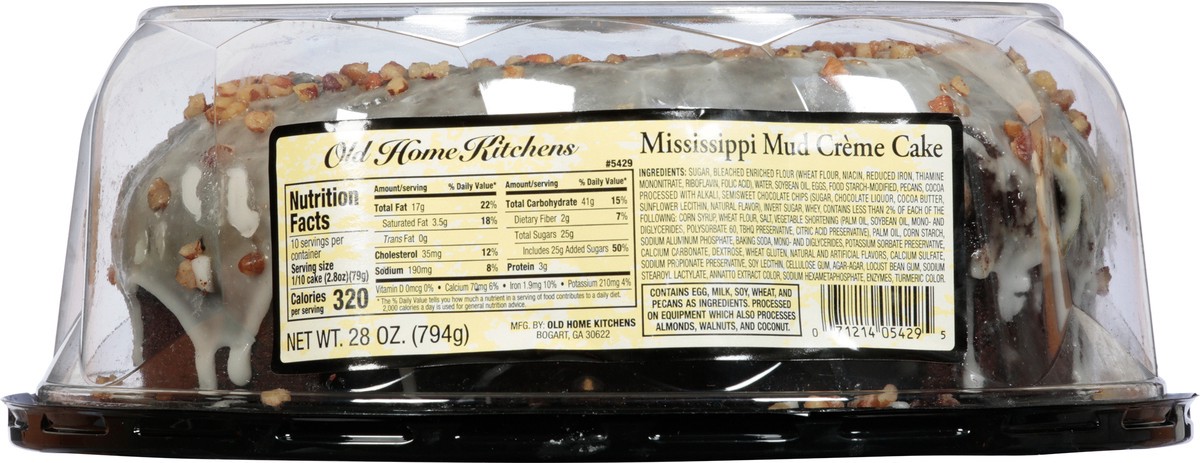 Old Home Kitchens
#5429
Nutrition Facts
10 servings per container
Serving size
1/10 cake (2.8oz)(79g)
Calories per serving 320
Amount/serving % Daily Value*
Total Fat 17g 22%
Saturated Fat 3.5g 18%
Trans Fat 0g
Cholesterol 35mg 12%
Sodium 190mg 8%
Amount/serving % Daily Value*
Total Carbohydrate 41g 15%
Dietary Fiber 2g 7%
Total Sugars 25g
Includes 25g Added Sugars 50%
Protein 3g
Vitamin D 0mcg 0% • Calcium 70mg 6% • Iron 1.9mg 10% • Potassium 210mg 4%
*The % Daily Value tells you how much a nutrient in a serving of food contributes to a daily diet.
2,000 calories a day is used for general nutrition advice.
NET WT. 28 OZ. (794g)
MFG. BY: OLD HOME KITCHENS
BOGART, GA 30622
Mississippi Mud Crème Cake
INGREDIENTS: SUGAR, BLEACHED ENRICHED FLOUR (WHEAT FLOUR, NIACIN, REDUCED IRON, THIAMINE
MONONITRATE, RIBOFLAVIN, FOLIC ACID), WATER, SOYBEAN OIL, EGGS, FOOD STARCH-MODIFIED, PECANS, COCOA
PROCESSED WITH ALKALI, SEMISWEET CHOCOLATE CHIPS (SUGAR, CHOCOLATE LIQUOR, COCOA BUTTER,
SUNFLOWER LECITHIN, NATURAL FLAVOR), INVERT SUGAR, WHEY, CONTAINS LESS THAN 2% OF EACH OF THE
FOLLOWING: CORN SYRUP, WHEAT FLOUR, SALT, VEGETABLE SHORTENING (PALM OIL, SOYBEAN OIL, MONO- AND
DIGLYCERIDES, POLYSORBATE 60, TBHQ PRESERVATIVE, CITRIC ACID PRESERVATIVE), PALM OIL, CORN STARCH,
SODIUM ALUMINUM PHOSPHATE, BAKING SODA, MONO- AND DIGLYCERIDES, POTASSIUM SORBATE PRESERVATIVE,
CALCIUM CARBONATE, DEXTROSE, WHEAT GLUTEN, NATURAL AND ARTIFICIAL FLAVORS, CALCIUM SULFATE,
SODIUM PROPIONATE PRESERVATIVE, SOY LECITHIN, CELLULOSE GUM, AGAR-AGAR, LOCUST BEAN GUM, SODIUM
STEAROYL LACTYLATE, ANNATTO EXTRACT COLOR, SODIUM HEXAMETAPHOSPHATE, ENZYMES, TURMERIC COLOR.
CONTAINS EGG, MILK, SOY, WHEAT, AND
PECANS AS INGREDIENTS. PROCESSED
ON EQUIPMENT WHICH ALSO PROCESSES
ALMONDS, WALNUTS, AND COCONUT.
0 71214 05429 5